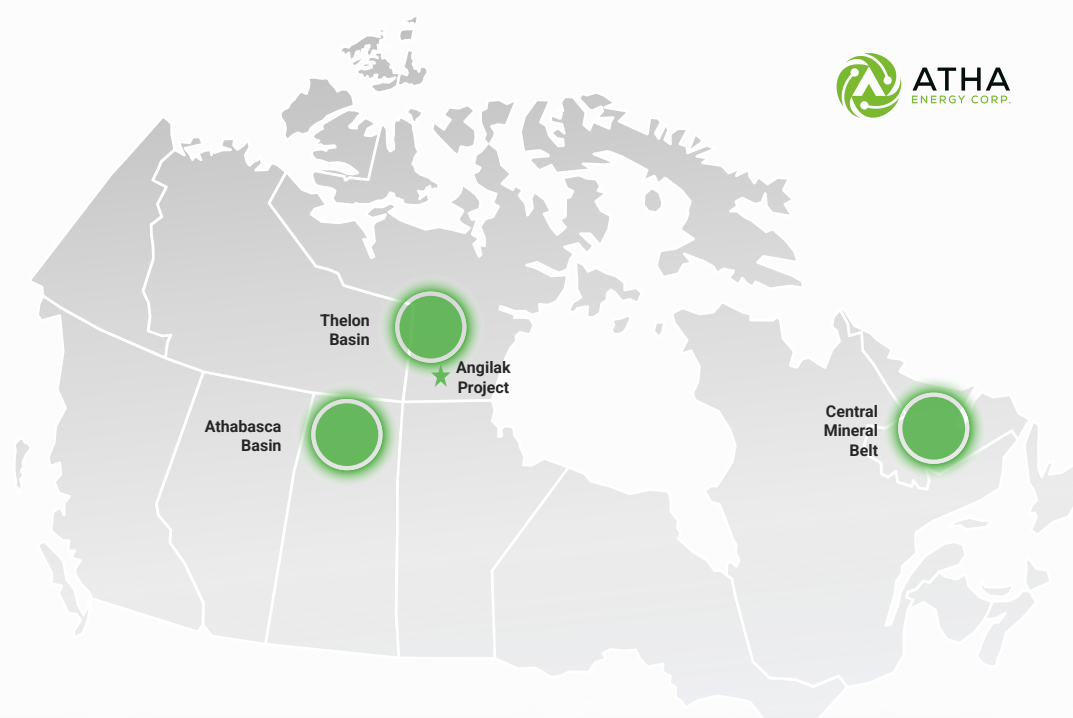 ATHA
ENERGY CORP.
Thelon
Basin
Angilak
Project
Athabasca
Basin
Central
Mineral
Belt